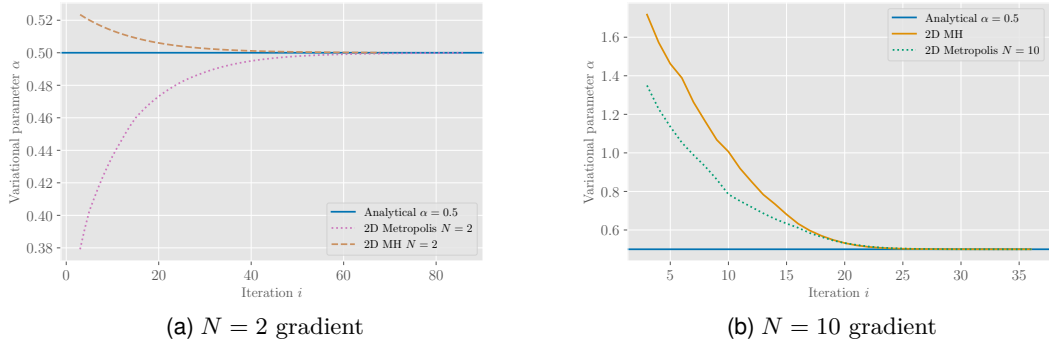 0.52
0.50
0.48
0.46
0.44
0.42
0.40
0.38
Variational parameter α
0 20 40 60 80
Iteration i
Analytical α = 0.5
2D Metropolis N = 2
2D MH N = 2
(a) N = 2 gradient
1.6
1.4
1.2
1.0
0.8
0.6
Variational parameter α
5 10 15 20 25 30 35
Iteration i
Analytical α = 0.5
2D MH
2D Metropolis N = 10
(b) N = 10 gradient